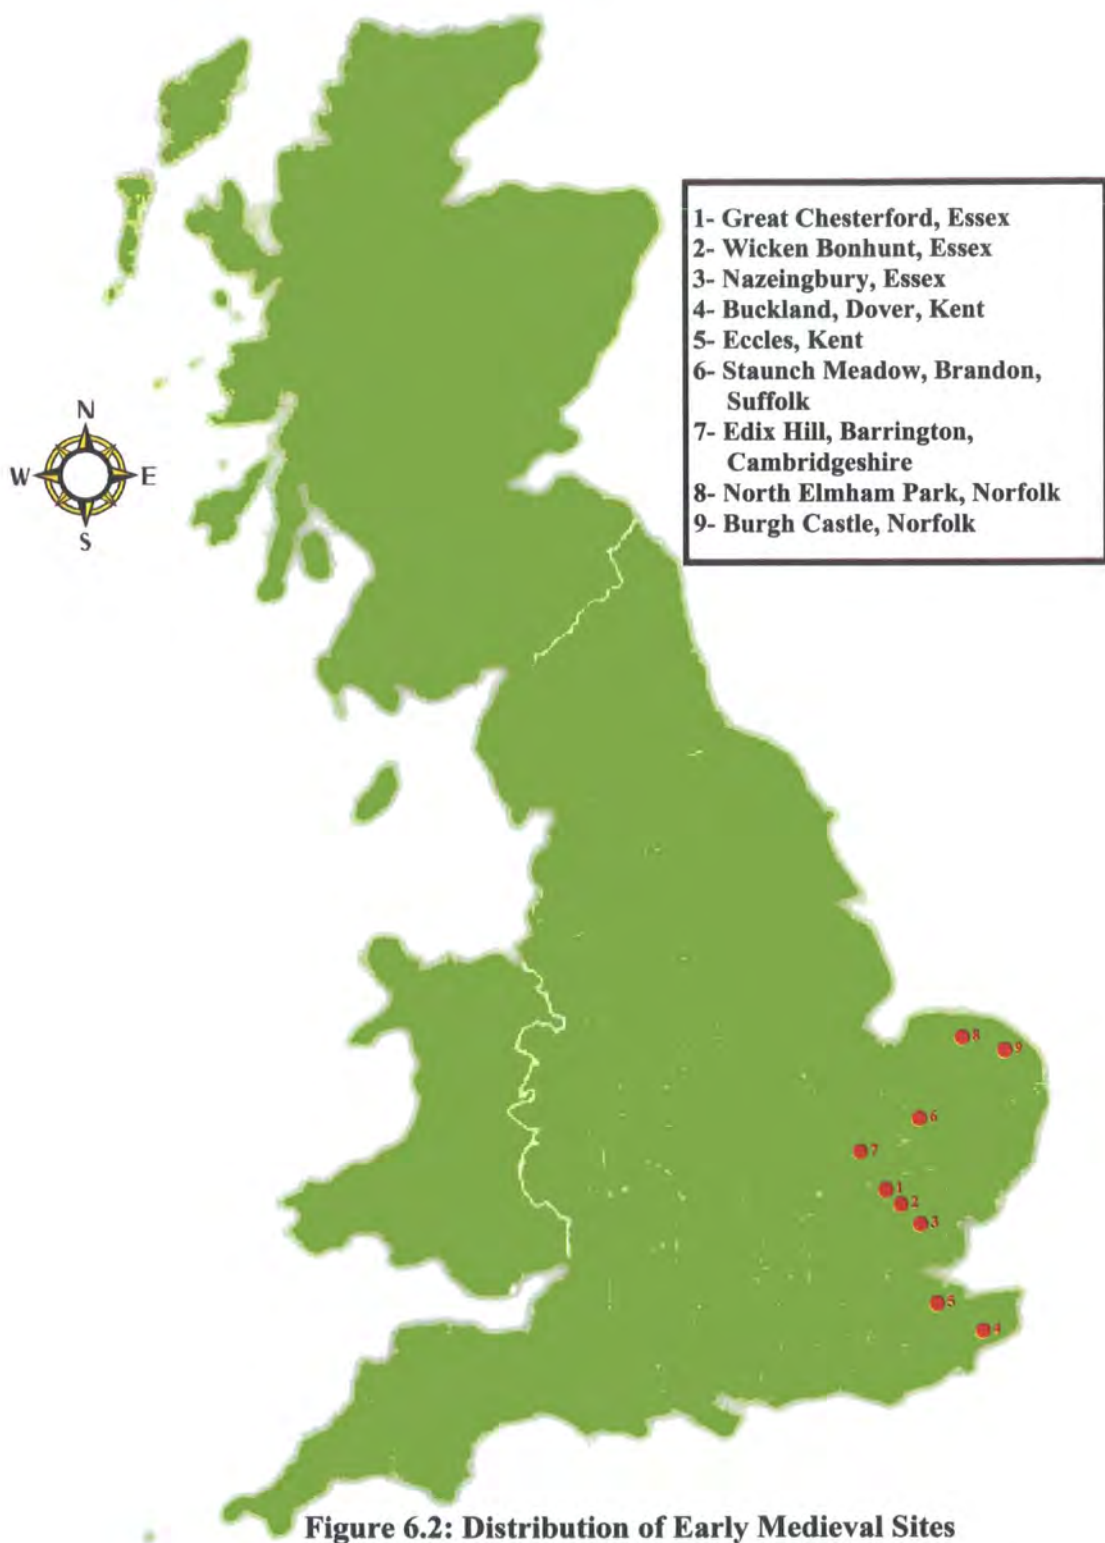 1- Great Chesterford, Essex
2- Wicken Bonhunt, Essex
3- Nazeingbury, Essex
4- Buckland, Dover, Kent
5- Eccles, Kent
6- Staunch Meadow, Brandon,
Suffolk
7- Edix Hill, Barrington,
Cambridgeshire
8- North Elmham Park, Norfolk
9- Burgh Castle, Norfolk
N
W E
S
8
9
6
7
1
2
3
5
4
Figure 6.2: Distribution of Early Medieval Sites